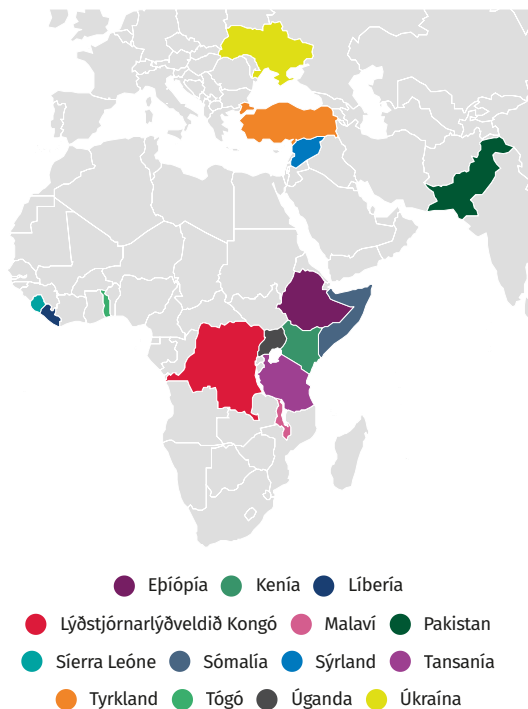 Eþíópía Kenía Líbería
Lýðstjórnarlýðveldið Kongó Malaví Pakistan
Síerra Leóne Sómalía Sýrland Tansanía
Tyrkland Tógó Úganda Úkraína